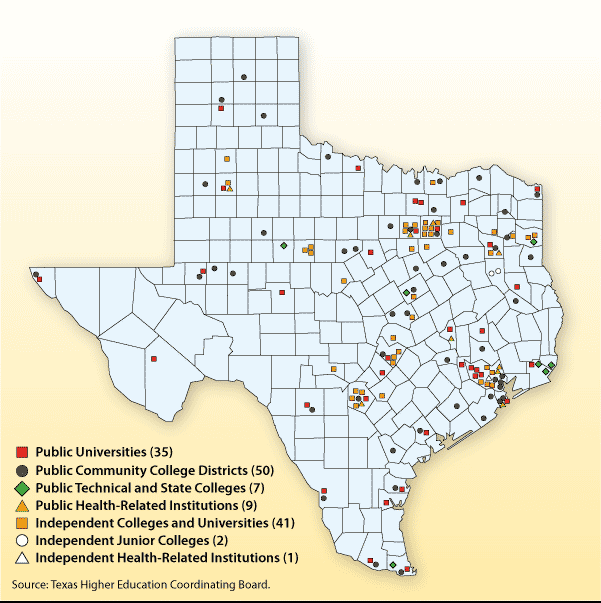 Public Universities (35)
Public Community College Districts (50)
Public Technical and State Colleges (7)
Public Health-Related Institutions (9)
Independent Colleges and Universities (41)
Independent Junior Colleges (2)
Independent Health-Related Institutions (1)
Source: Texas Higher Education Coordinating Board.